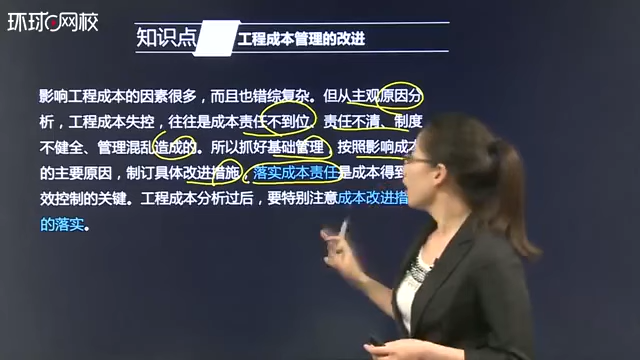 环球网校
知识点
工程成本管理的改进
影响工程成本的因素很多，而且也错综复杂。但从主观原因分
析，工程成本失控，往往是成本责任不到位、责任不清、制度
不健全、管理混乱造成的。所以抓好基础管理，按照影响成本
的主要原因，制订具体改进措施，落实成本责任是成本得到
效控制的关键。工程成本分析过后，要特别注意成本改进措
的落实。